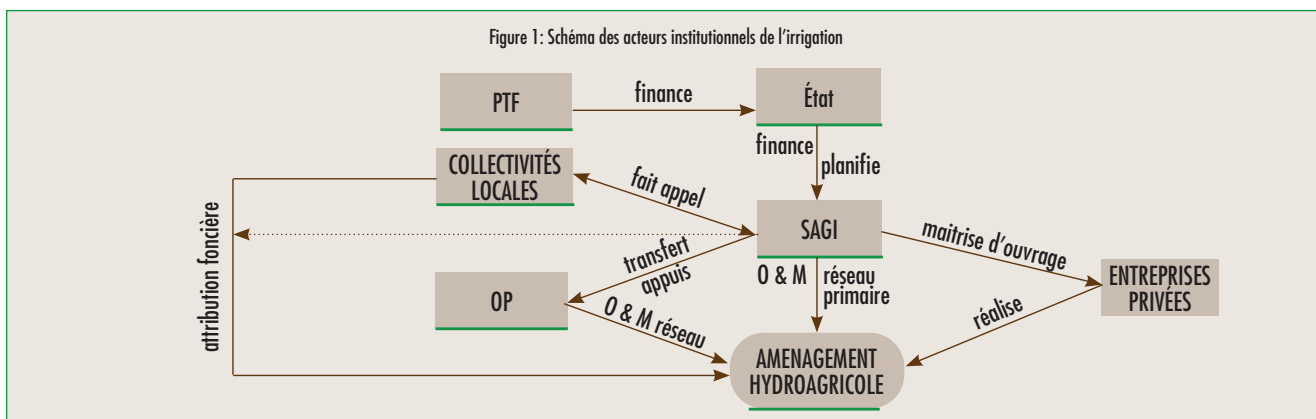 Figure 1: Schéma des acteurs institutionnels de l'irrigation
PTF
finance
État
finance
planifie
COLLECTIVITÉS
LOCALES
fait appel
SAGI
maitrise d'ouvrage
attribution foncière
transfert
appuis
O & M
réseau
primaire
ENTREPRISES
PRIVÉES
OP
O & M réseau
réalise
AMENAGEMENT
HYDROAGRICOLE